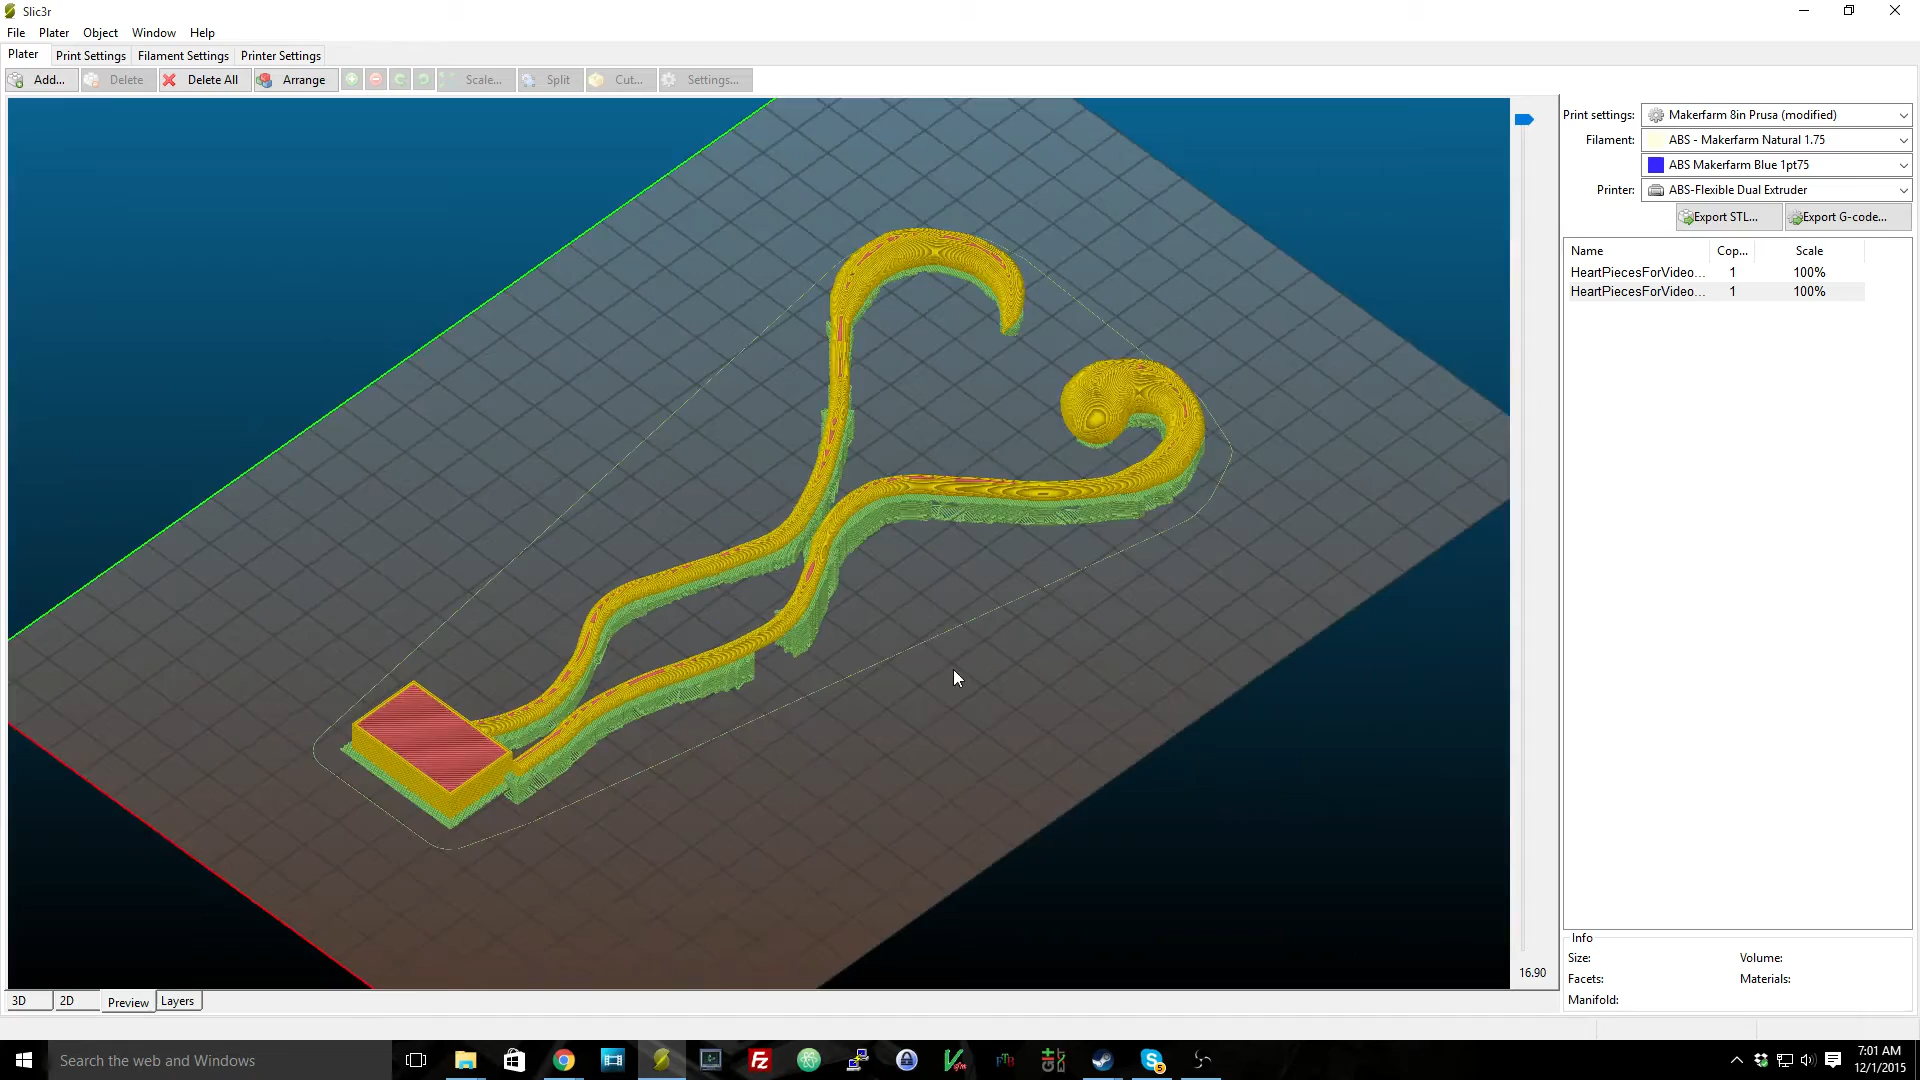 Slic3r
File Plater Object Window Help
Plater Print Settings Filament Settings Printer Settings
Add... Delete Delete All Arrange Scale... Split Cut... Settings...
Print settings: Makerfarm 8in Prusa (modified)
Filament: ABS - Makerfarm Natural 1.75
ABS Makerfarm Blue 1pt75
Printer: ABS-Flexible Dual Extruder
Export STL... Export G-code...
Name Cop... Scale
HeartPiecesForVideo... 1 100%
HeartPiecesForVideo... 1 100%
Info
Size: Volume:
Facets: Materials:
Manifold:
16.90
3D 2D Preview Layers
Search the web and Windows
Fz
FTB
5
7:01 AM
12/1/2015